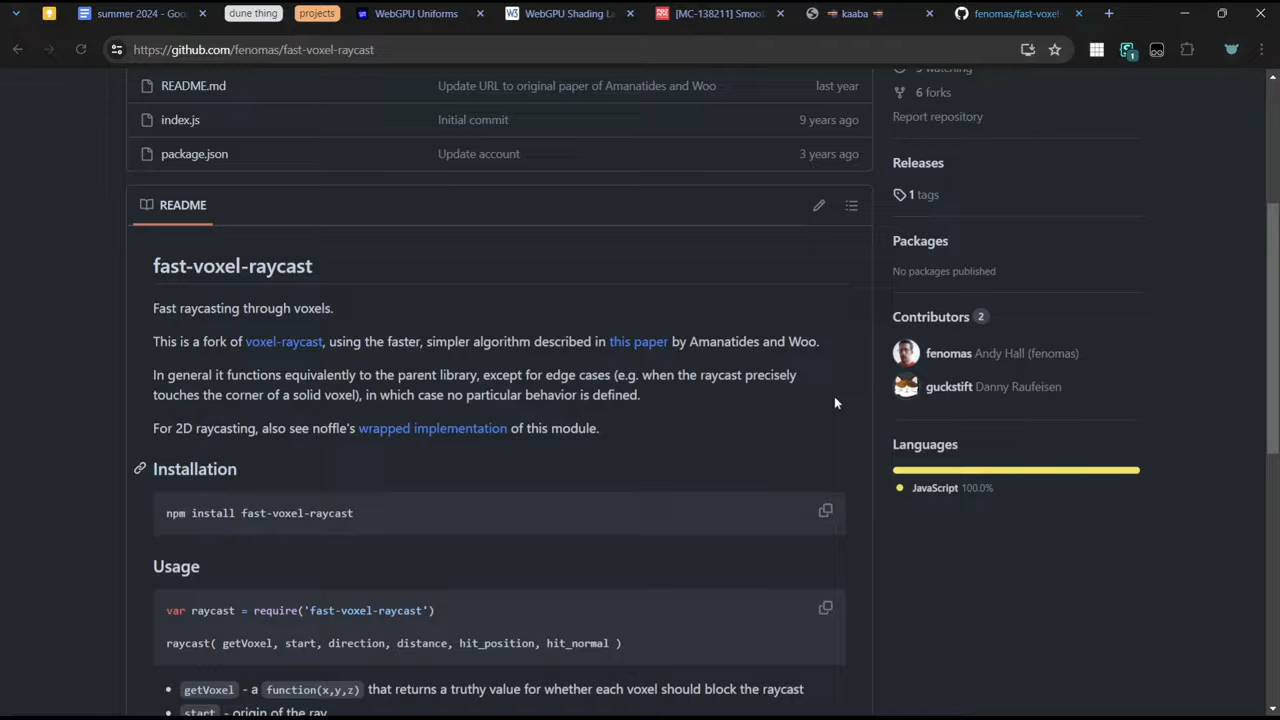 summer 2024 - Goo
dune thing
projects
WebGPU Uniforms
WebGPU Shading La
[MC-138211] Smoot
kaaba
fenomas/fast-voxel-
https://github.com/fenomas/fast-voxel-raycast
1
README.md
Update URL to original paper of Amanatides and Woo
last year
index.js
Initial commit
9 years ago
package.json
Update account
3 years ago
README
fast-voxel-raycast
Fast raycasting through voxels.
This is a fork of voxel-raycast, using the faster, simpler algorithm described in this paper by Amanatides and Woo.
In general it functions equivalently to the parent library, except for edge cases (e.g. when the raycast precisely
touches the corner of a solid voxel), in which case no particular behavior is defined.
For 2D raycasting, also see noffle's wrapped implementation of this module.
Installation
npm install fast-voxel-raycast
Usage
var raycast = require('fast-voxel-raycast')
raycast( getVoxel, start, direction, distance, hit_position, hit_normal )
• getVoxel - a function(x,y,z) that returns a truthy value for whether each voxel should block the raycast
• start - origin of the ray
watching
6 forks
Report repository
Releases
1 tags
Packages
No packages published
Contributors 2
fenomas Andy Hall (fenomas)
guckstift Danny Raufeisen
Languages
JavaScript 100.0%